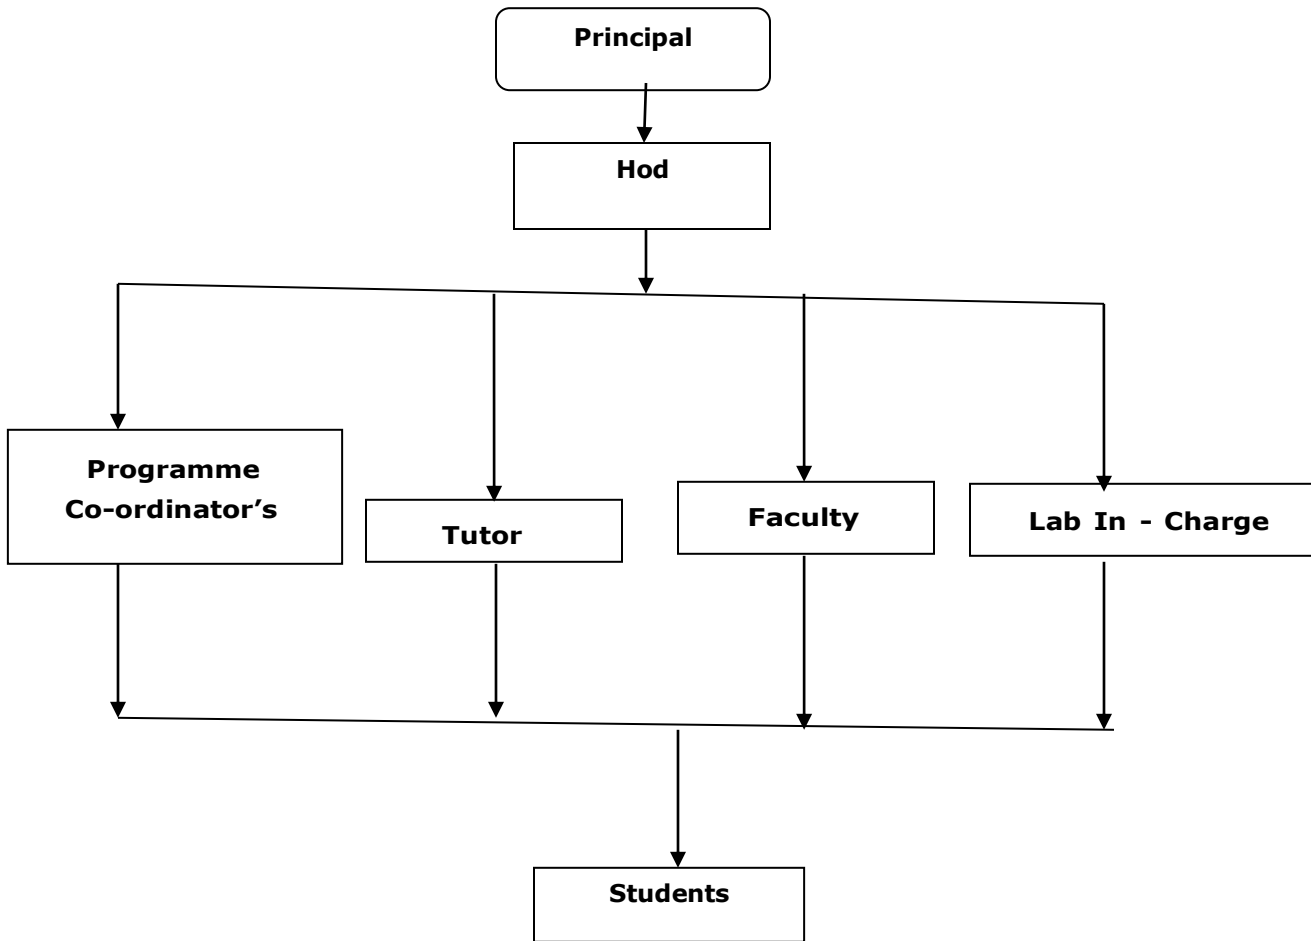 Principal
Hod
Programme
Co-ordinator’s
Tutor
Faculty
Lab In - Charge
Students